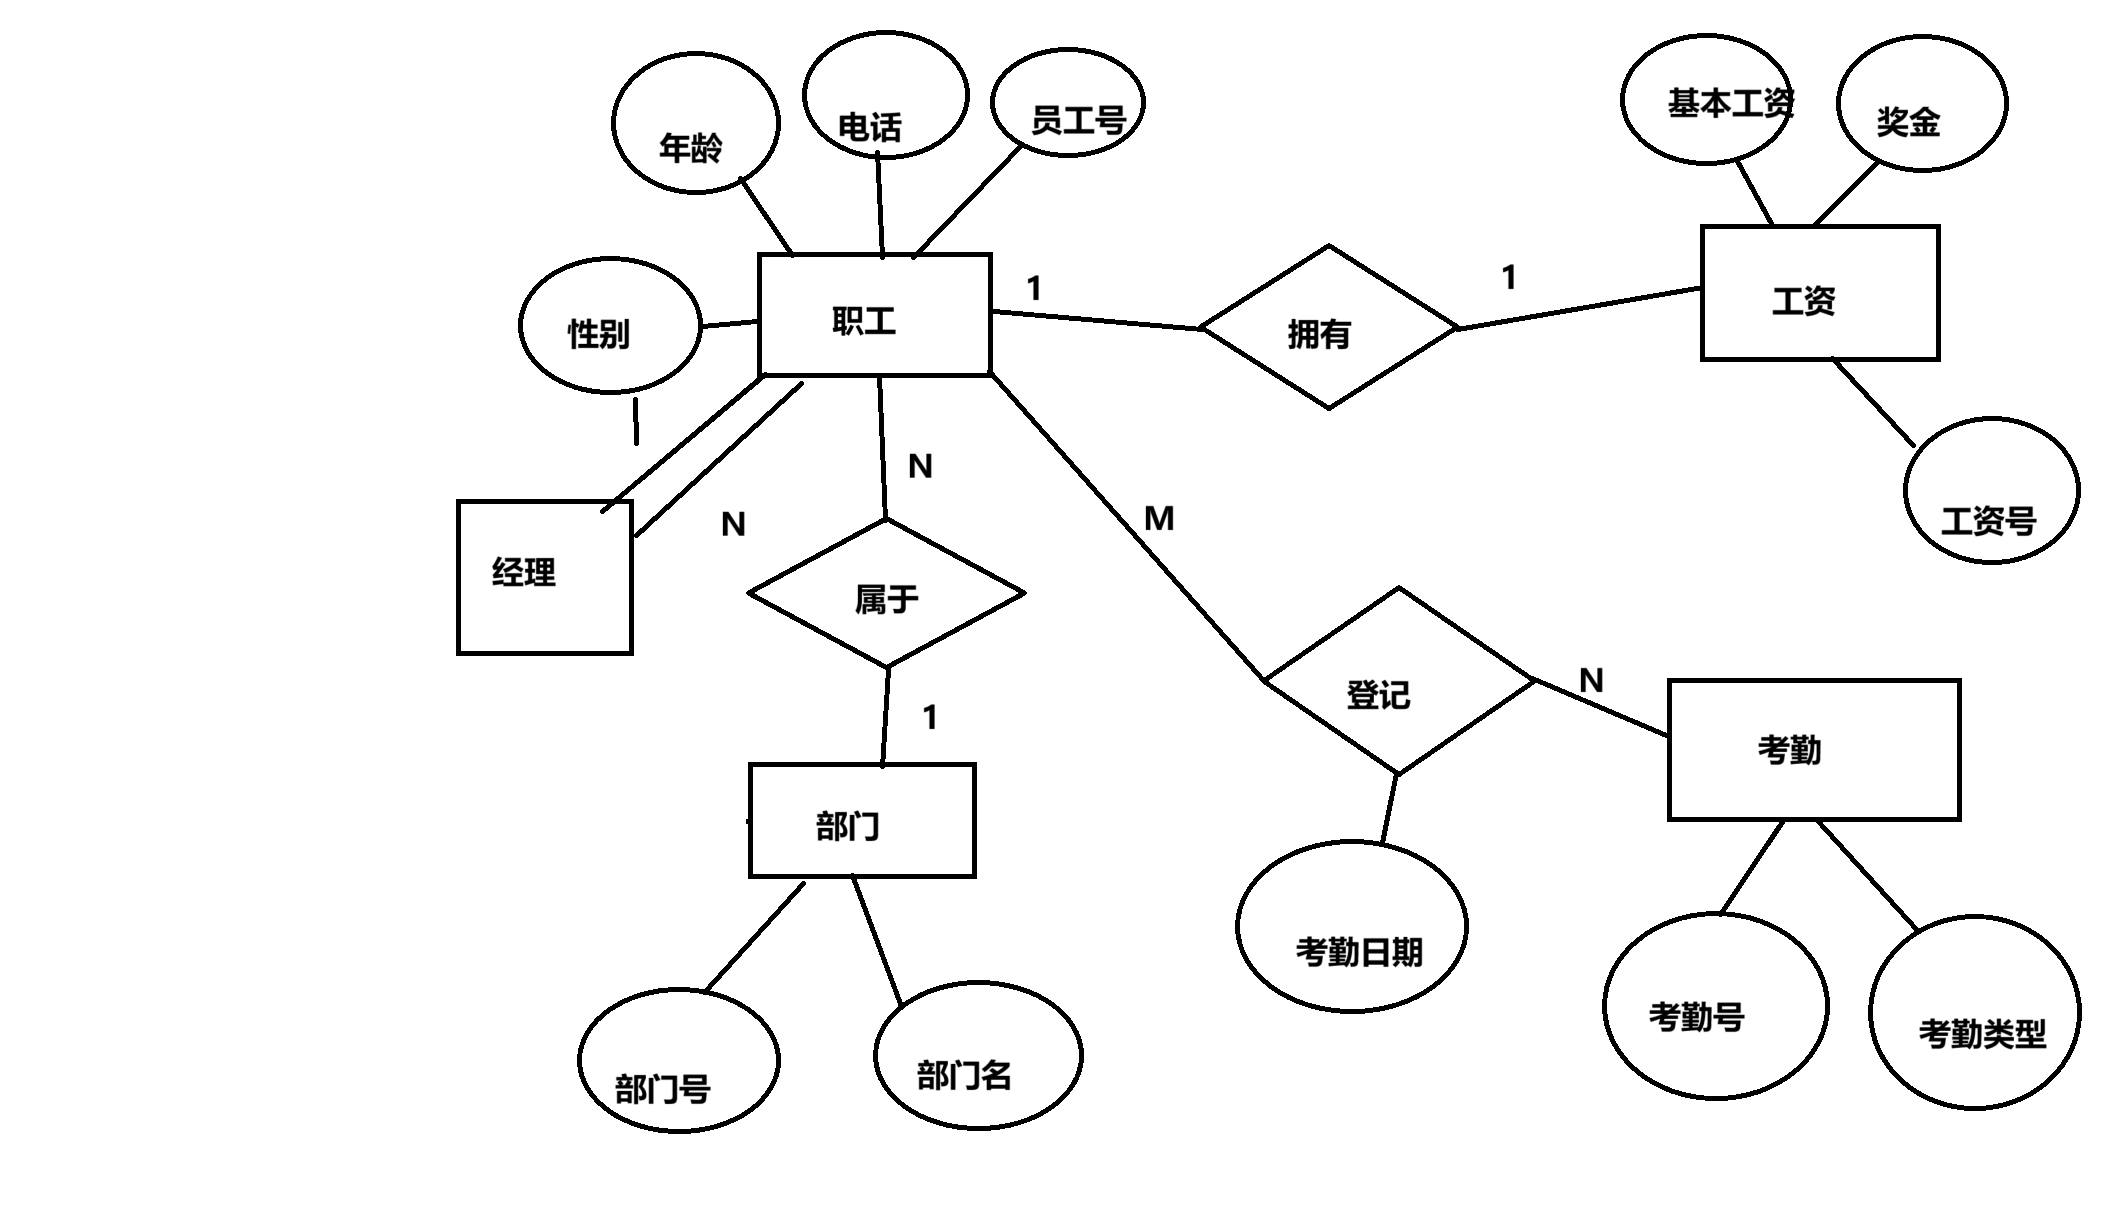 年龄
电话
员工号
基本工资
奖金
性别
职工
1
拥有
1
工资
N
N
M
工资号
经理
属于
登记
N
1
考勤
部门
考勤日期
考勤号
考勤类型
部门号
部门名